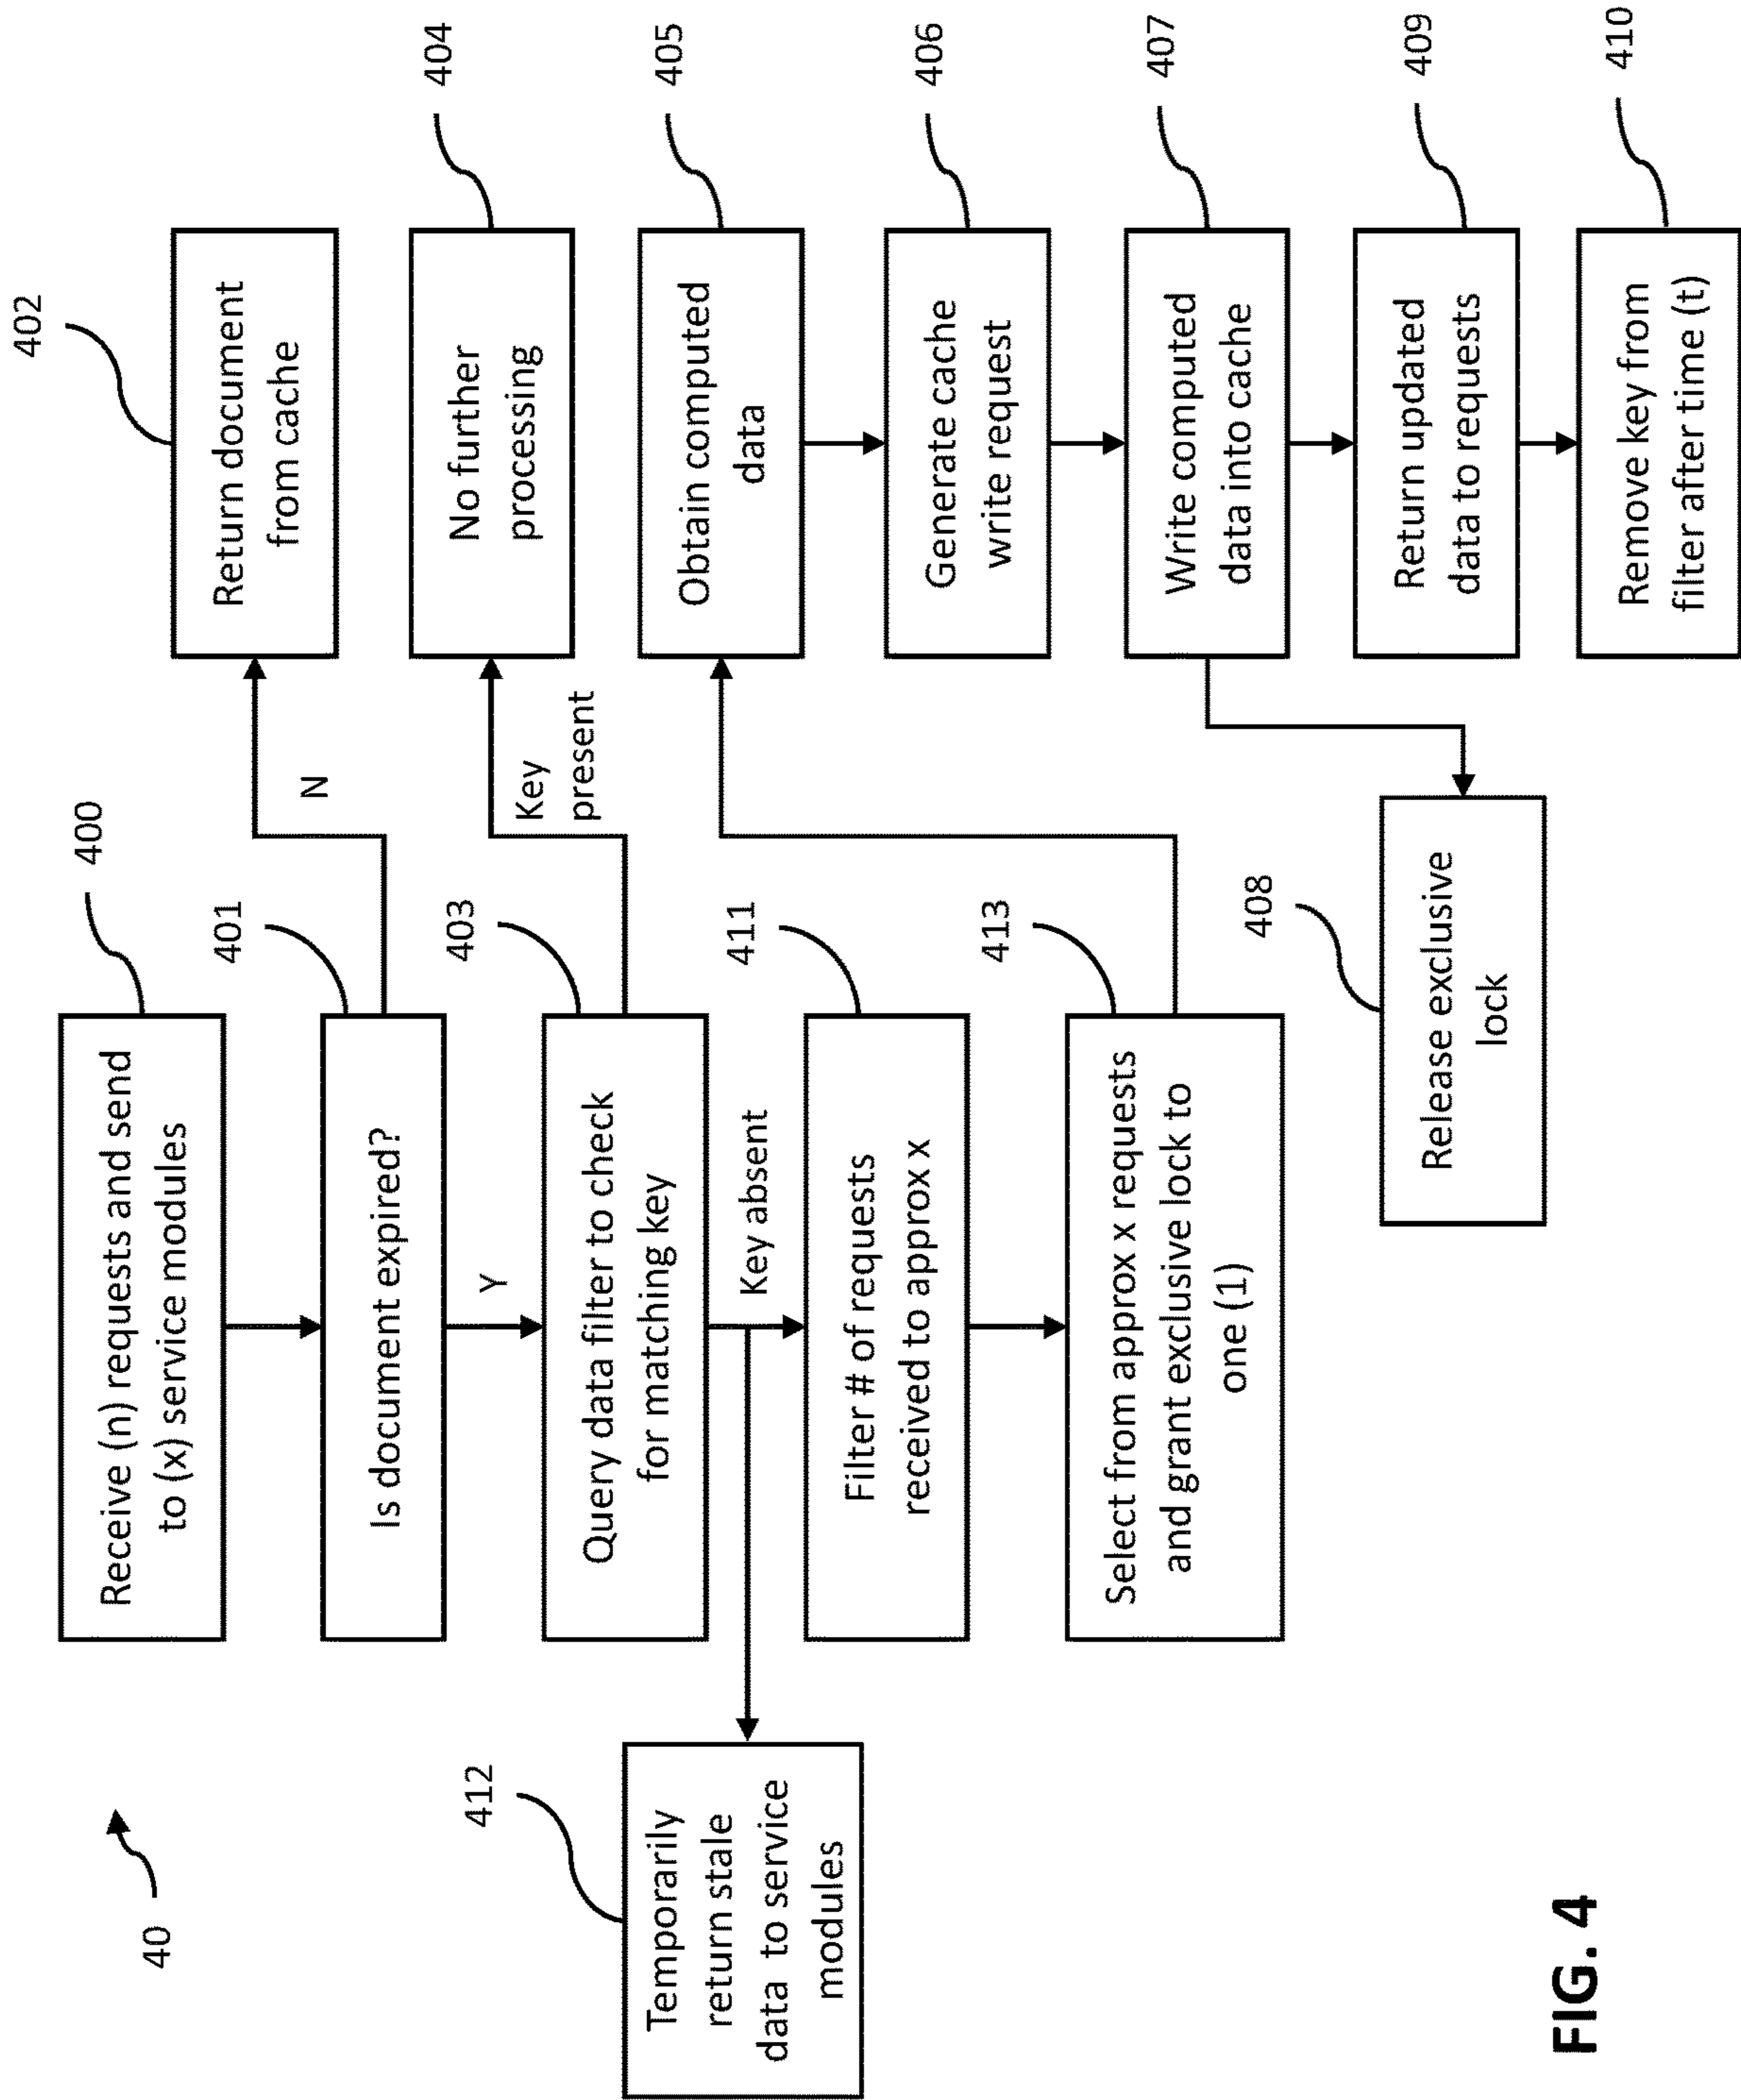 40
400
Receive (n) requests and send
to (x) service modules
401
Is document expired?
N
402
Return document
from cache
Y
403
Query data filter to check
for matching key
Key
present
404
No further
processing
Key absent
412
Temporarily
return stale
data to service
modules
411
Filter # of requests
received to approx x
413
Select from approx x requests
and grant exclusive lock to
one (1)
405
Obtain computed
data
406
Generate cache
write request
407
Write computed
data into cache
408
Release exclusive
lock
409
Return updated
data to requests
410
Remove key from
filter after time (t)
FIG. 4